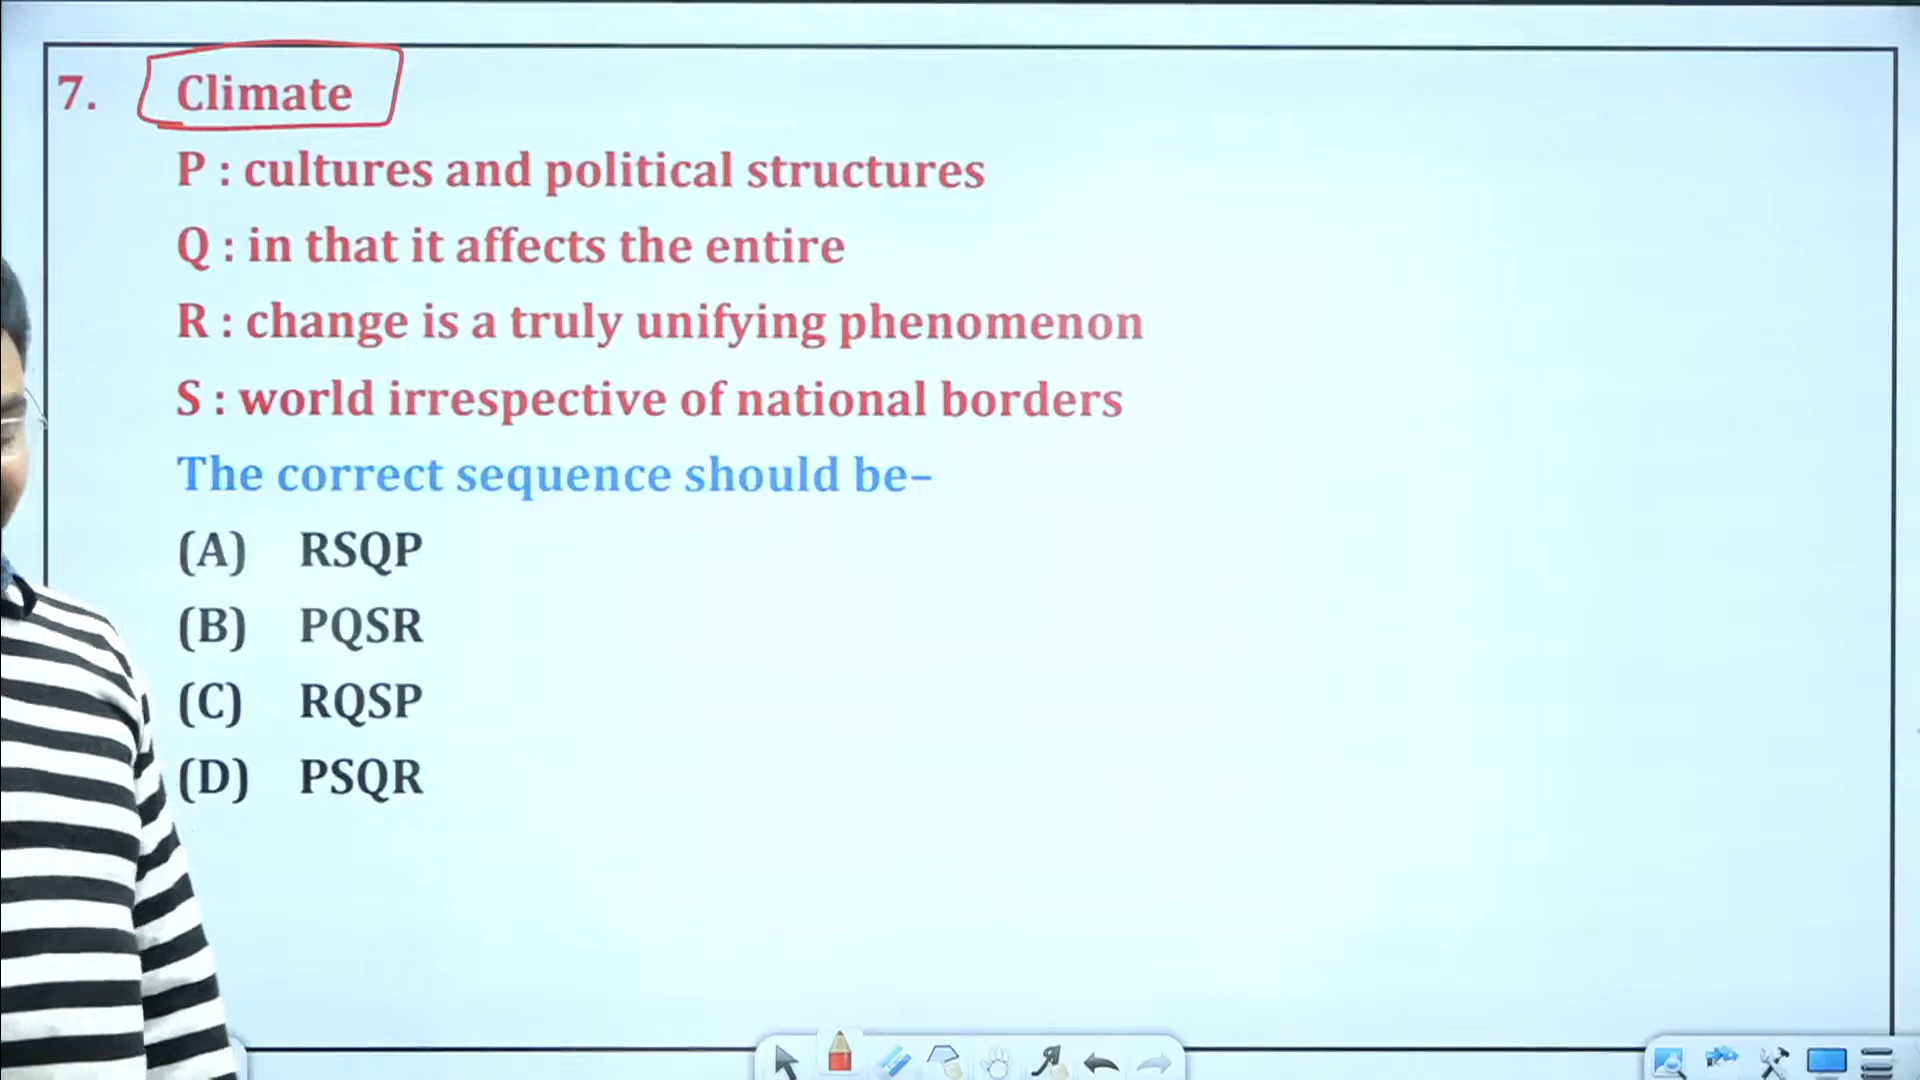 7. Climate
P : cultures and political structures
Q : in that it affects the entire
R : change is a truly unifying phenomenon
S : world irrespective of national borders
The correct sequence should be–
(A) RSQP
(B) PQSR
(C) RQSP
(D) PSQR